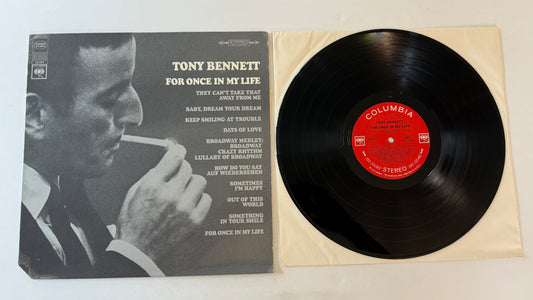 TONY BENNETT
FOR ONCE IN MY LIFE
THEY CAN'T TAKE THAT
AWAY FROM ME
BABY, DREAM YOUR DREAM
KEEP SMILING AT TROUBLE
DAYS OF LOVE
BROADWAY MEDLEY:
BROADWAY
CRAZY RHYTHM
LULLABY OF BROADWAY
HOW DO YOU SAY
AUF WIEDERSEHEN
SOMETIMES
I'M HAPPY
OUT OF THIS
WORLD
SOMETHING
IN YOUR SMILE
FOR ONCE IN MY LIFE
COLUMBIA
TONY BENNETT
FOR ONCE IN MY LIFE
STEREO